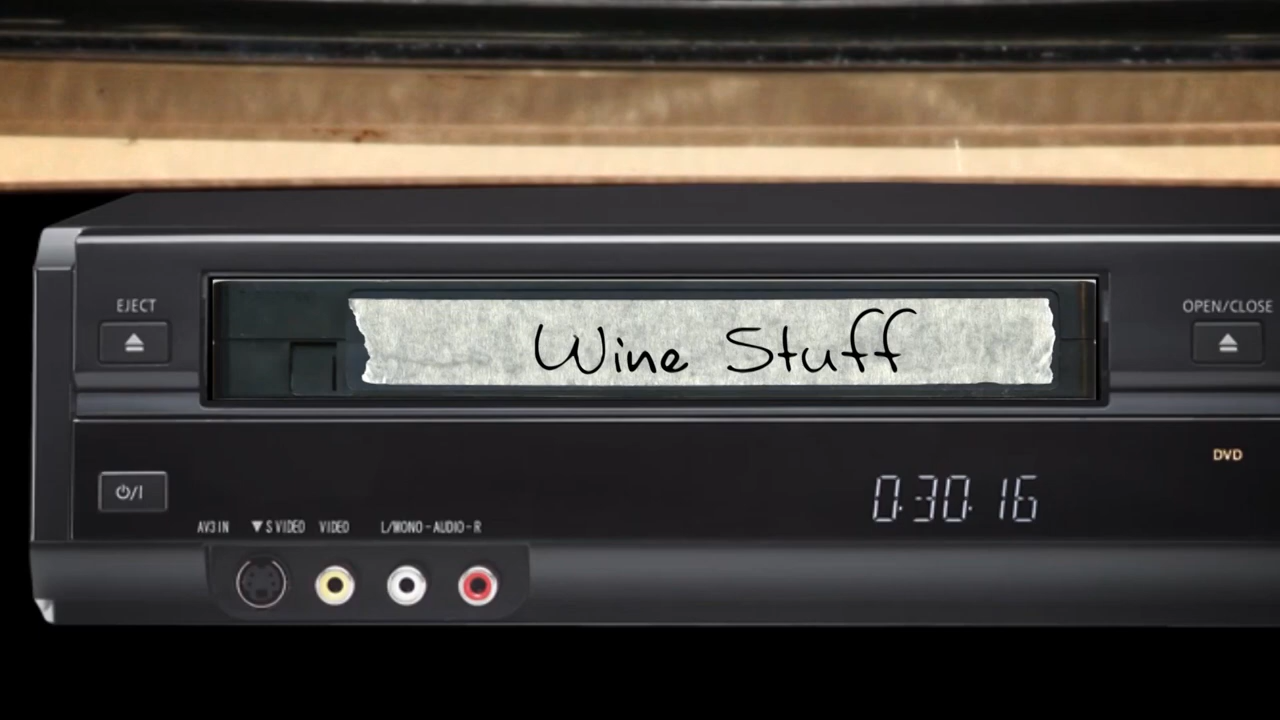 EJECT
Wine Stuff
OPEN/CLOSE
DVD
0:30:16
AV3 IN ▼ S VIDEO VIDEO L/MONO - AUDIO - R